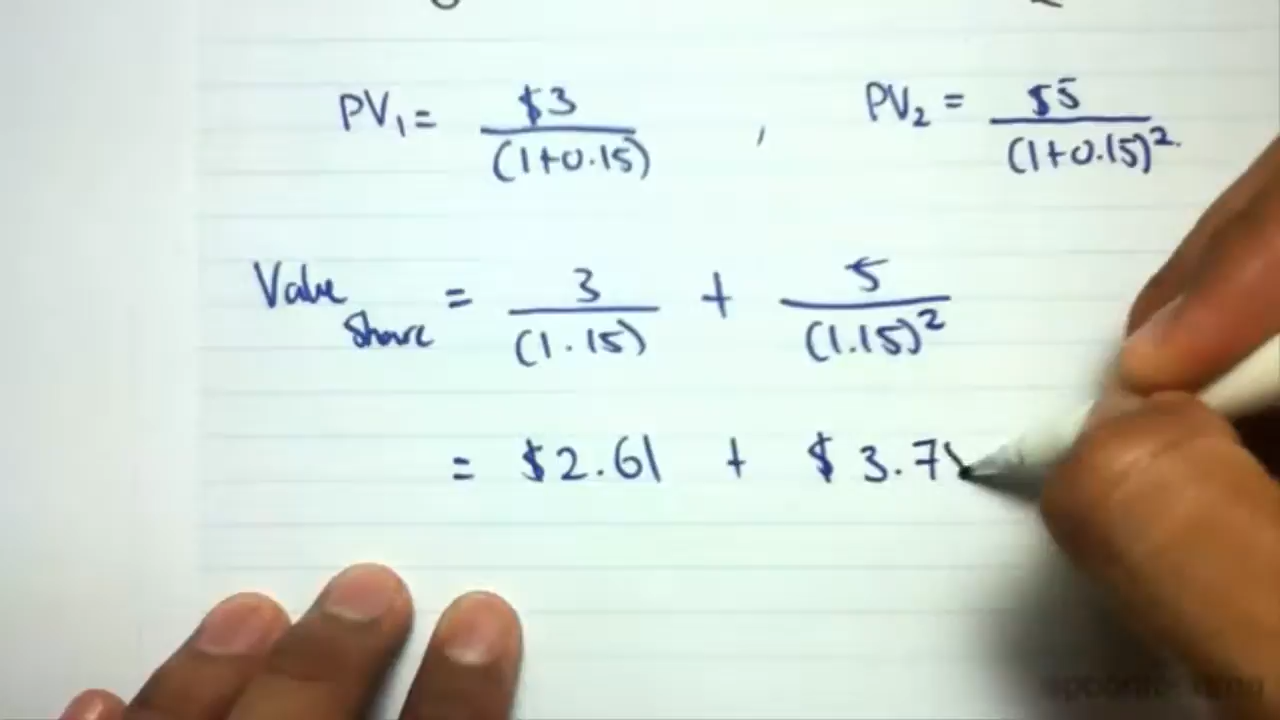 PV₁ = $3 / (1+0.15) , PV₂ = $5 / (1+0.15)²
Value Share = 3 / (1.15) + 5 / (1.15)²
= $2.61 + $3.7